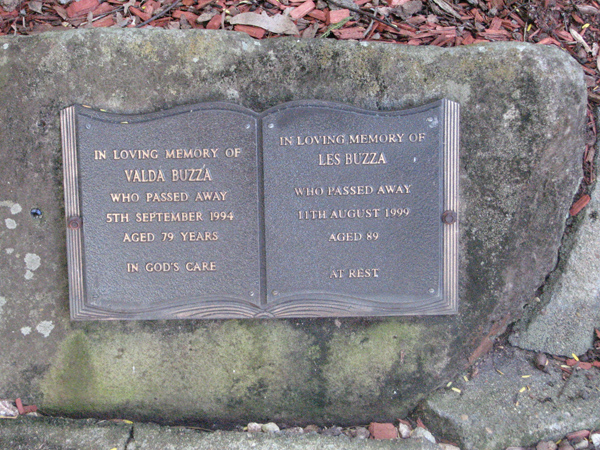 IN LOVING MEMORY OF
VALDA BUZZA
WHO PASSED AWAY
5TH SEPTEMBER 1994
AGED 79 YEARS
IN GOD'S CARE
IN LOVING MEMORY OF
LES BUZZA
WHO PASSED AWAY
11TH AUGUST 1999
AGED 89
AT REST